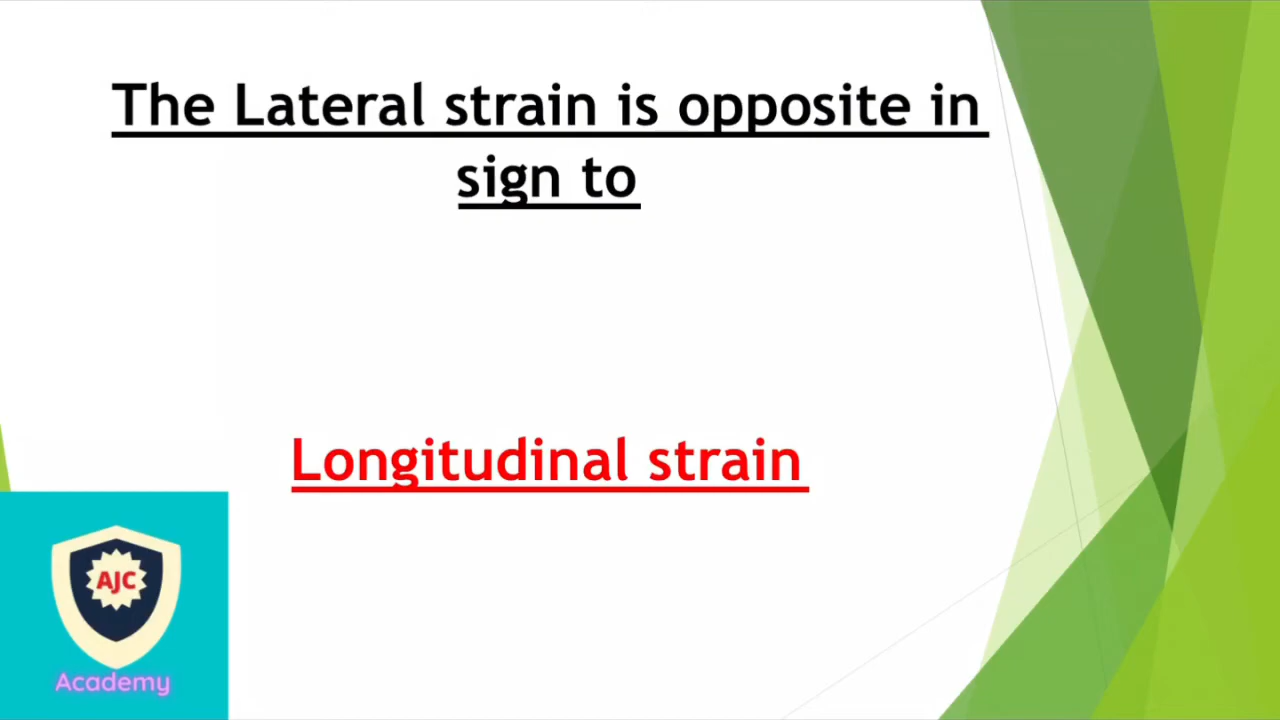 The Lateral strain is opposite in
sign to
Longitudinal strain
AJC
Academy